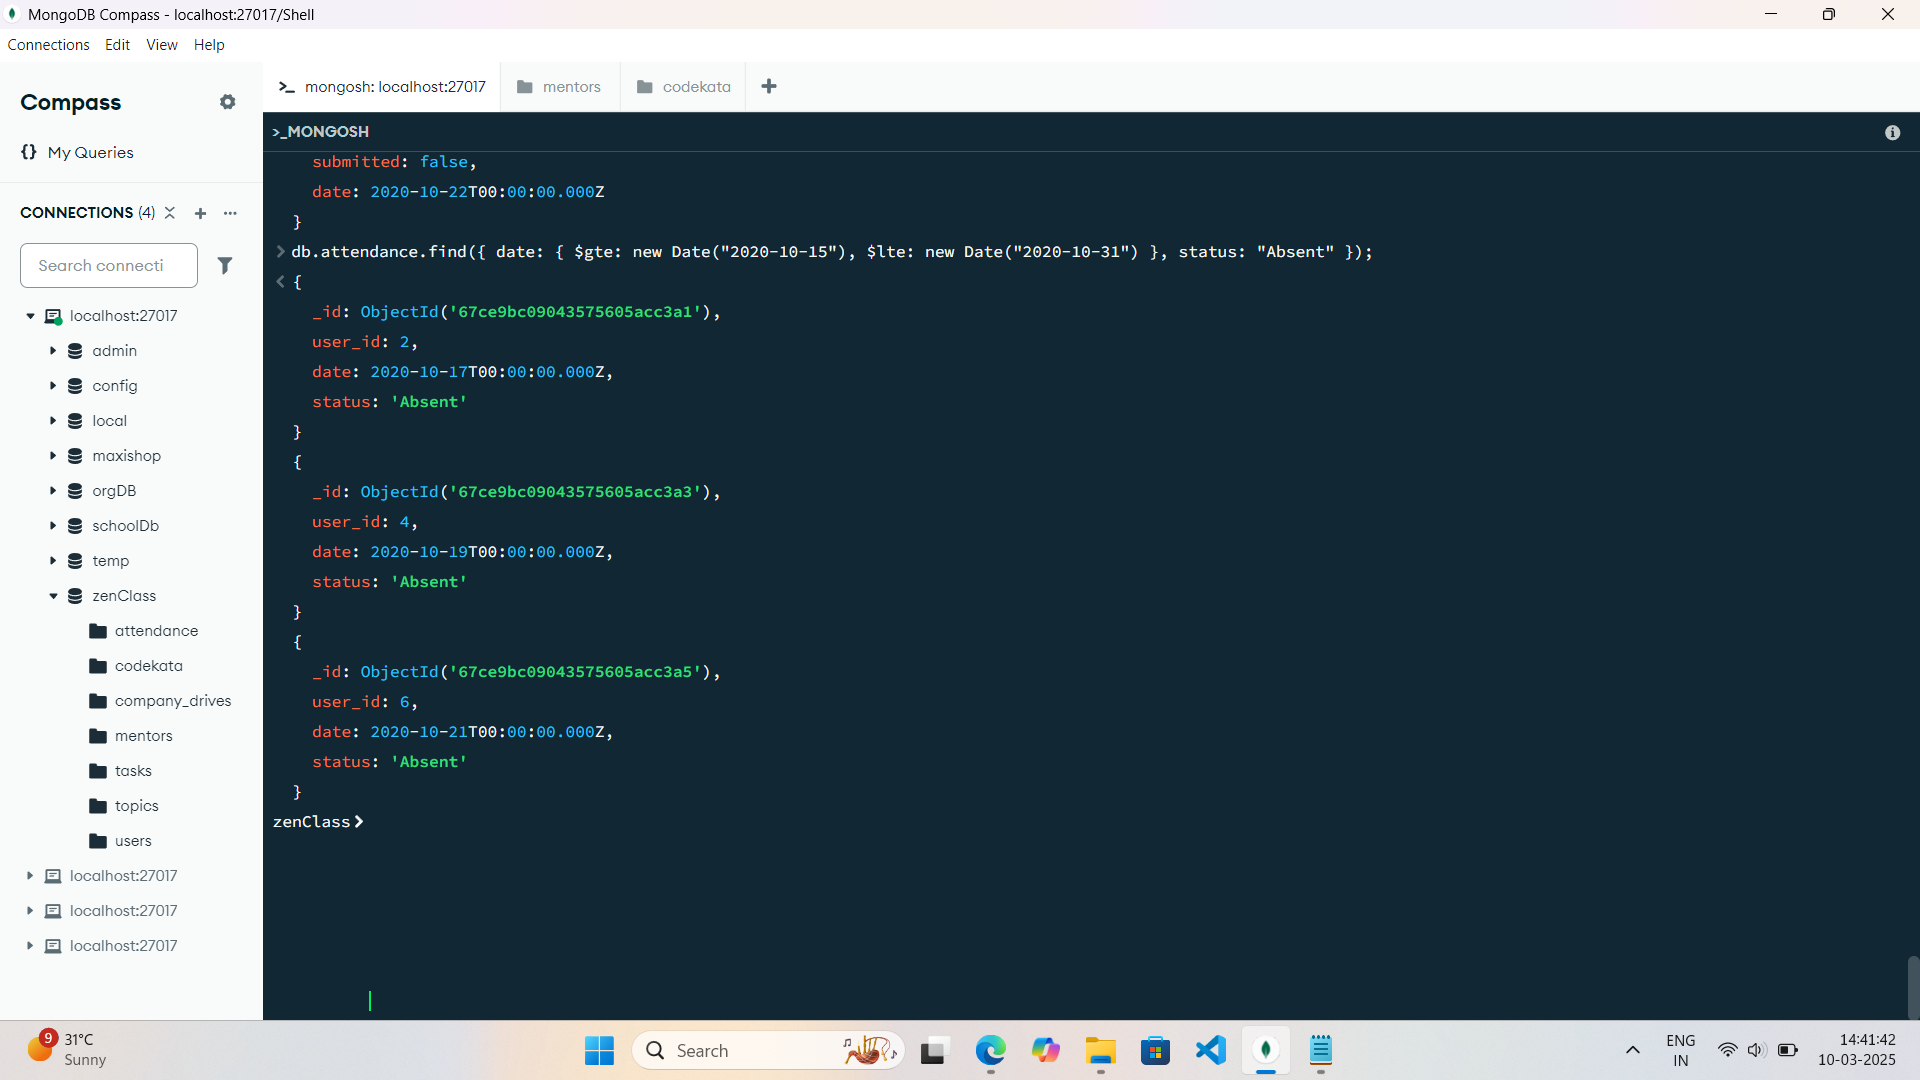 MongoDB Compass - localhost:27017/Shell
Connections Edit View Help
Compass
My Queries
CONNECTIONS (4)
Search connecti
localhost:27017
admin
config
local
maxishop
orgDB
schoolDb
temp
zenClass
attendance
codekata
company_drives
mentors
tasks
topics
users
localhost:27017
localhost:27017
localhost:27017
mongosh: localhost:27017 mentors codekata
>_MONGOSH
submitted: false,
date: 2020-10-22T00:00:00.000Z
}
> db.attendance.find({ date: { $gte: new Date("2020-10-15"), $lte: new Date("2020-10-31") }, status: "Absent" });
< {
_id: ObjectId('67ce9bc09043575605acc3a1'),
user_id: 2,
date: 2020-10-17T00:00:00.000Z,
status: 'Absent'
}
{
_id: ObjectId('67ce9bc09043575605acc3a3'),
user_id: 4,
date: 2020-10-19T00:00:00.000Z,
status: 'Absent'
}
{
_id: ObjectId('67ce9bc09043575605acc3a5'),
user_id: 6,
date: 2020-10-21T00:00:00.000Z,
status: 'Absent'
}
zenClass>
9 31°C
Sunny
Search
ENG
IN
14:41:42
10-03-2025